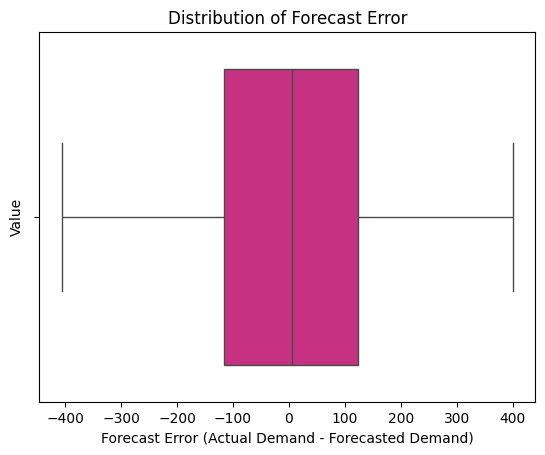 Distribution of Forecast Error
Value
−400 −300 −200 −100 0 100 200 300 400
Forecast Error (Actual Demand - Forecasted Demand)